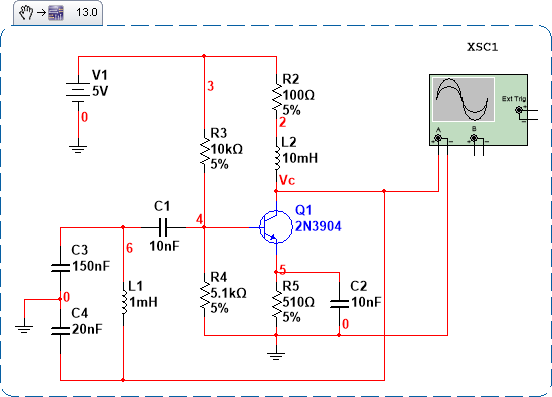 13.0
XSC1
V1
5V
0
3
R2
100Ω
5%
2
Ext Trig
+
−
A
B
+ −
+ −
R3
10kΩ
5%
L2
10mH
Vc
C1
10nF
4
Q1
2N3904
6
C3
150nF
0
L1
1mH
C4
20nF
R4
5.1kΩ
5%
5
R5
510Ω
5%
C2
10nF
0